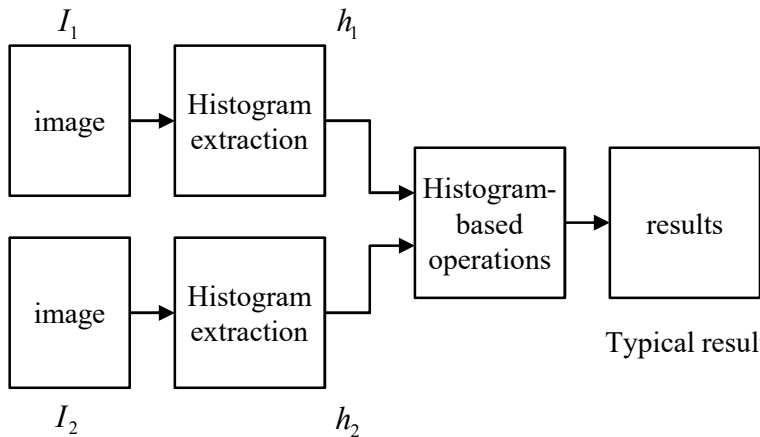 I₁
h₁
image
Histogram
extraction
Histogram-
based
operations
results
image
Histogram
extraction
Typical resul
I₂
h₂